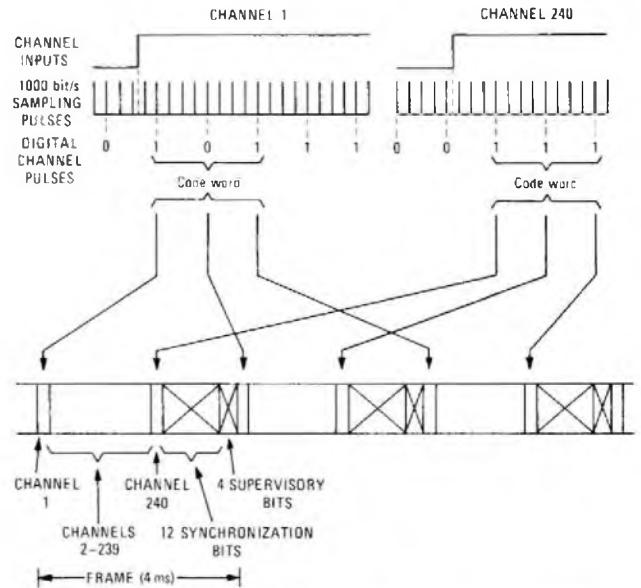 CHANNEL 1
CHANNEL 240
CHANNEL
INPUTS
1000 bit/s
SAMPLING
PULSES
DIGITAL
CHANNEL
PULSES
0 1 0 1 1 1
0 0 1 1 1
Code word
Code word
CHANNEL
1
CHANNELS
2-239
CHANNEL
240
12 SYNCHRONIZATION
BITS
4 SUPERVISORY
BITS
FRAME (4 ms)